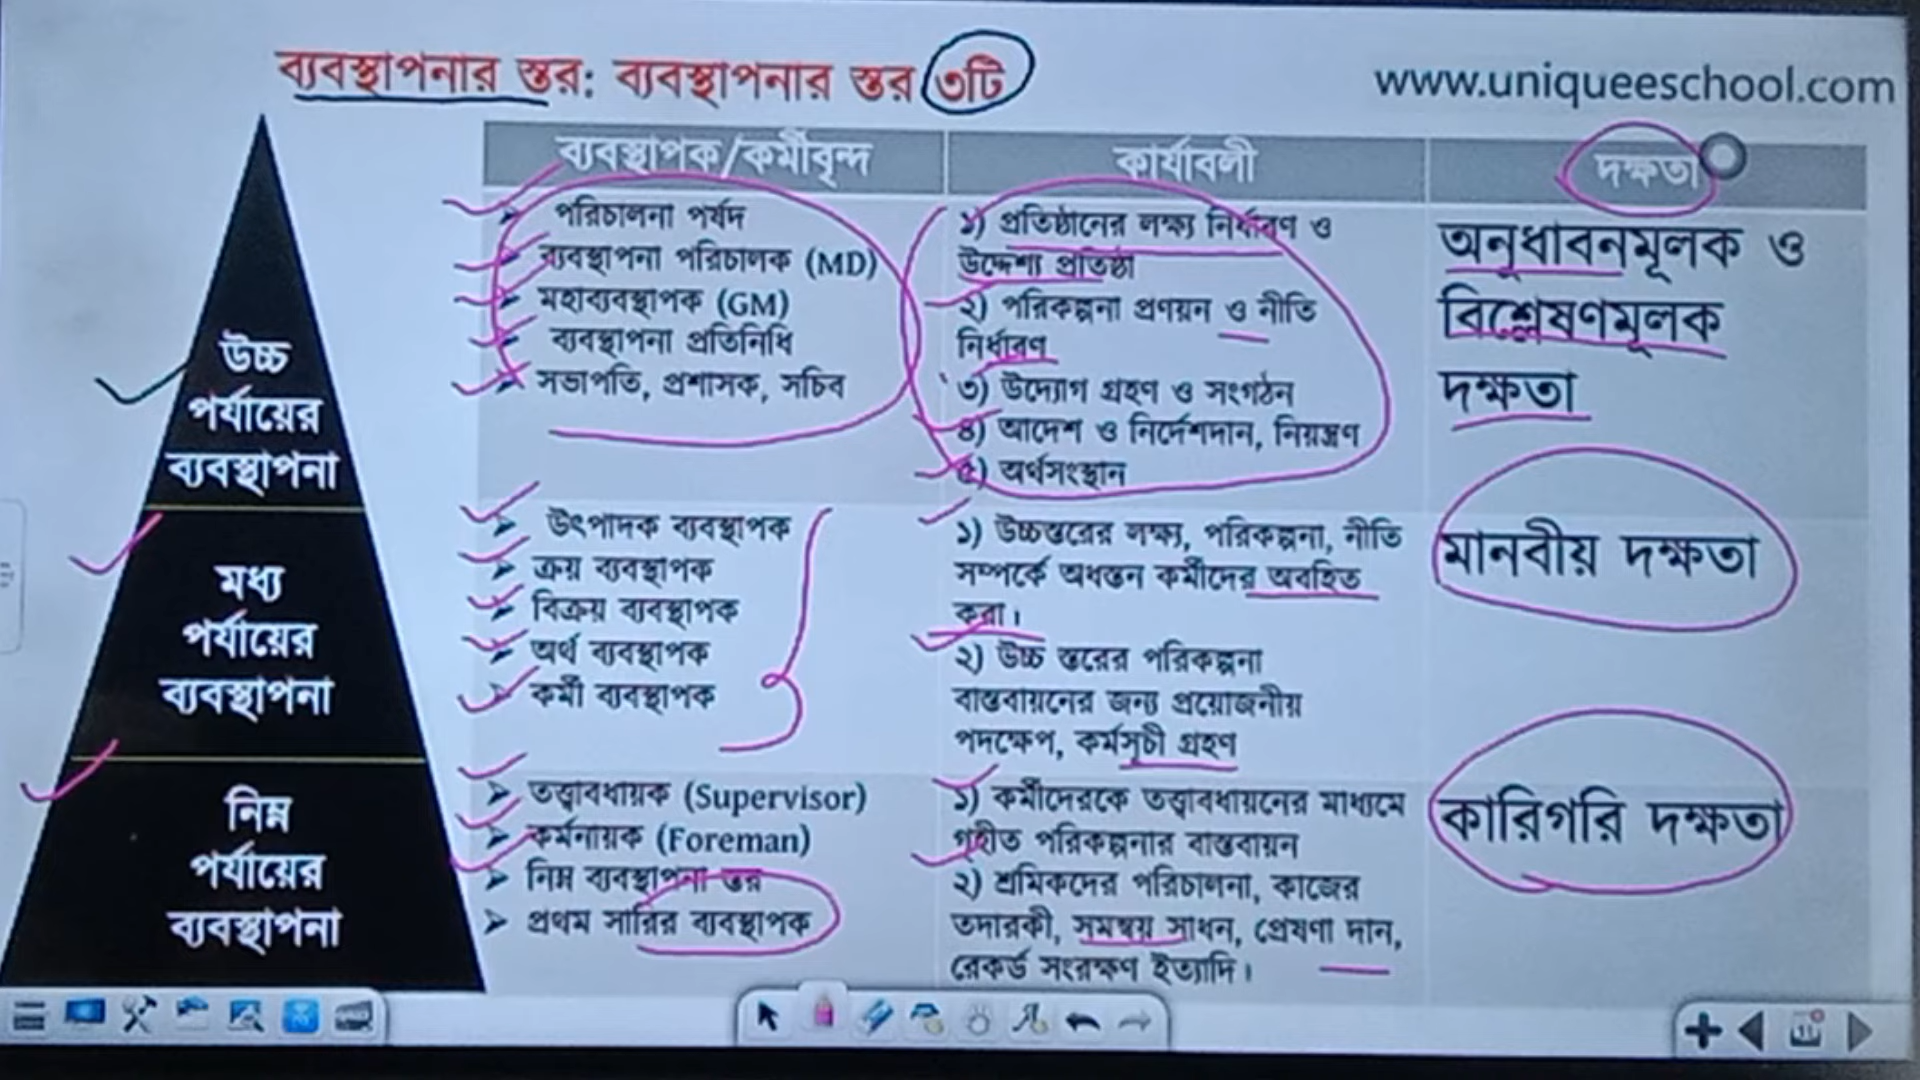 ব্যবস্থাপনার স্তর: ব্যবস্থাপনার স্তর ৩টি
www.uniqueeschool.com
ব্যবস্থাপক/কর্মীবৃন্দ
কার্যাবলী
দক্ষতা
উচ্চ
পর্যায়ের
ব্যবস্থাপনা
পরিচালনা পর্ষদ
ব্যবস্থাপনা পরিচালক (MD)
মহাব্যবস্থাপক (GM)
ব্যবস্থাপনা প্রতিনিধি
সভাপতি, প্রশাসক, সচিব
১) প্রতিষ্ঠানের লক্ষ্য নির্ধারণ ও
উদ্দেশ্য প্রতিষ্ঠা
২) পরিকল্পনা প্রণয়ন ও নীতি
নির্ধারণ
৩) উদ্যোগ গ্রহণ ও সংগঠন
৪) আদেশ ও নির্দেশদান, নিয়ন্ত্রণ
৫) অর্থসংস্থান
অনুধাবনমূলক ও
বিশ্লেষণমূলক
দক্ষতা
মধ্য
পর্যায়ের
ব্যবস্থাপনা
উৎপাদক ব্যবস্থাপক
ক্রয় ব্যবস্থাপক
বিক্রয় ব্যবস্থাপক
অর্থ ব্যবস্থাপক
কর্মী ব্যবস্থাপক
১) উচ্চস্তরের লক্ষ্য, পরিকল্পনা, নীতি
সম্পর্কে অধস্তন কর্মীদের অবহিত
করা।
২) উচ্চ স্তরের পরিকল্পনা
বাস্তবায়নের জন্য প্রয়োজনীয়
পদক্ষেপ, কর্মসূচী গ্রহণ
মানবীয় দক্ষতা
নিম্ন
পর্যায়ের
ব্যবস্থাপনা
তত্ত্বাবধায়ক (Supervisor)
কর্মনায়ক (Foreman)
নিম্ন ব্যবস্থাপনা স্তর
প্রথম সারির ব্যবস্থাপক
১) কর্মীদেরকে তত্ত্বাবধায়নের মাধ্যমে
গৃহীত পরিকল্পনার বাস্তবায়ন
২) শ্রমিকদের পরিচালনা, কাজের
তদারকী, সমন্বয় সাধন, প্রেষণা দান,
রেকর্ড সংরক্ষণ ইত্যাদি।
কারিগরি দক্ষতা